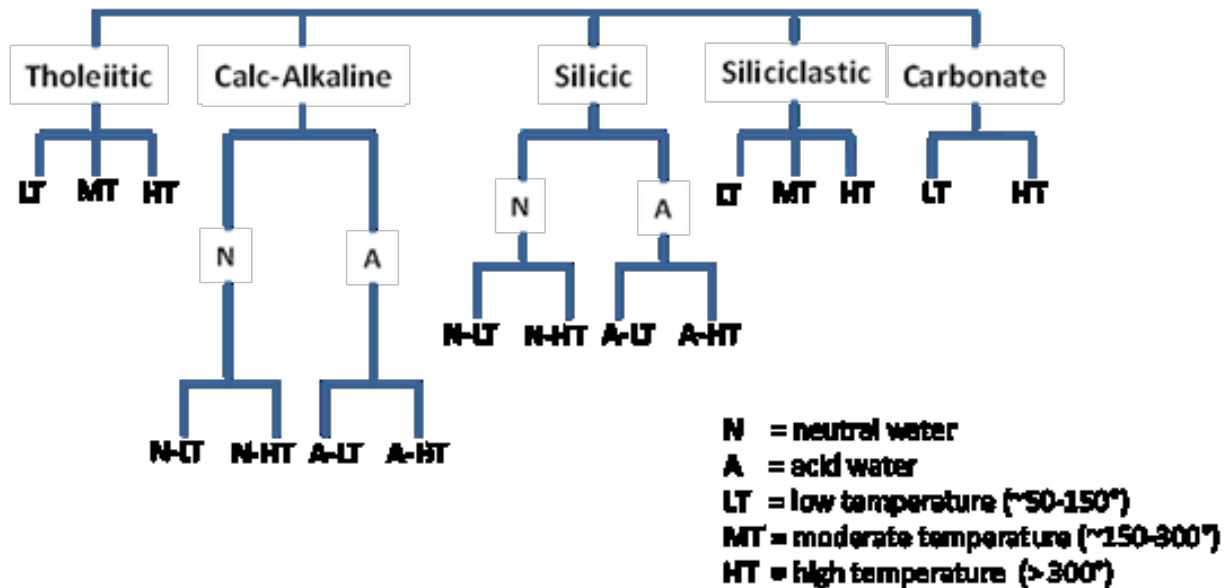 Tholeiitic Calc-Alkaline Silicic Siliciclastic Carbonate
LT MT HT LT MT HT LT HT
N A
N A
N-LT N-HT A-LT A-HT
N-LT N-HT A-LT A-HT
N = neutral water
A = acid water
LT = low temperature (~50-150°)
MT = moderate temperature (~150-300°)
HT = high temperature (> 300°)